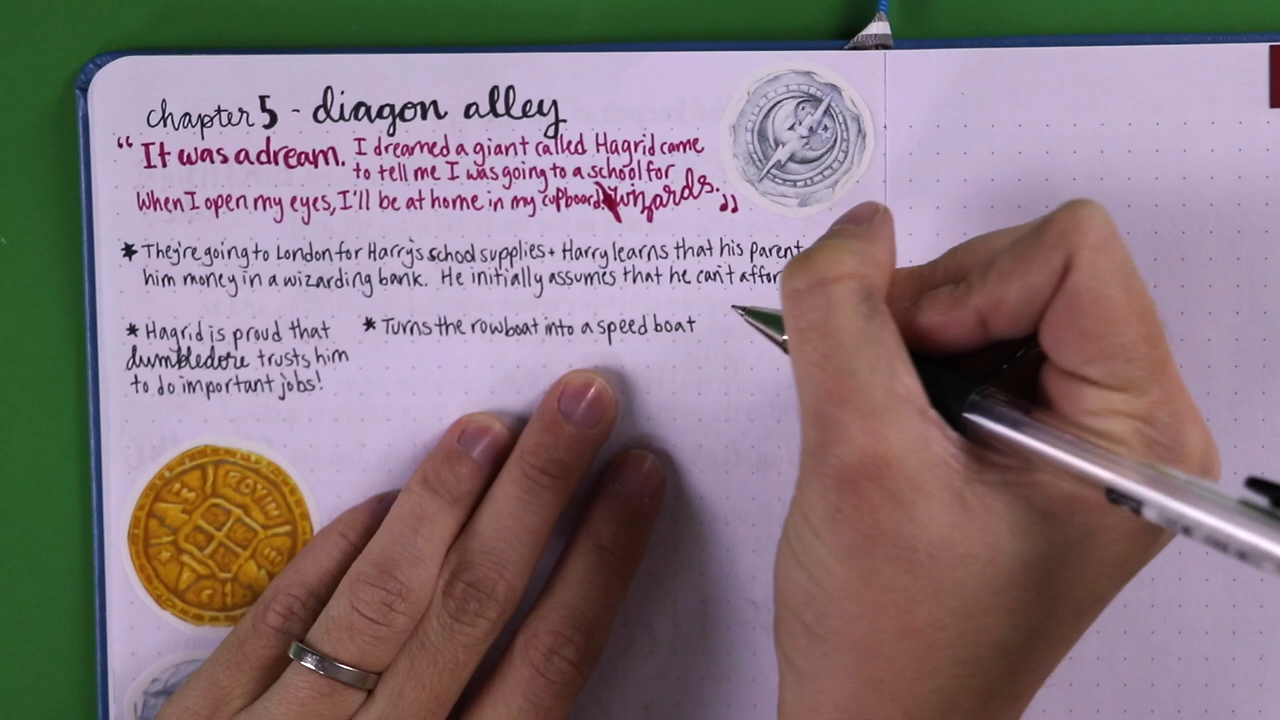 chapter 5 - diagon alley
"It was a dream. I dreamed a giant called Hagrid came
to tell me I was going to a school for
wizards.
When I open my eyes, I'll be at home in my cupboard."
* They're going to London for Harry's school supplies + Harry learns that his parent
him money in a wizarding bank. He initially assumes that he can't affor
* Hagrid is proud that
dumbledore trusts him
to do important jobs!
* Turns the rowboat into a speed boat